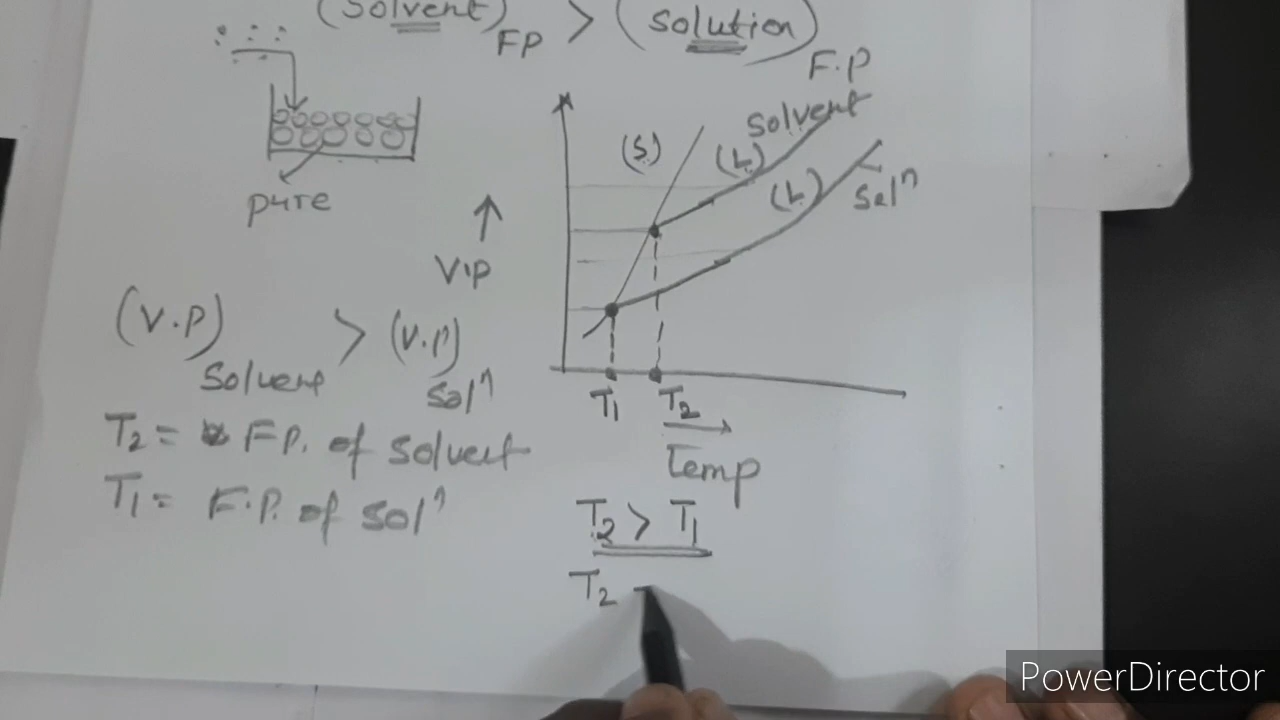 (Solvent)FP > (Solution)F.P
pure
(S)
solvent
(L)
(L)
Solⁿ
V.P
T₁ T₂
Temp
(V.P)Solvent > (V.P)Solⁿ
T₂ = F P. of solvent
T₁ = F.P. of solⁿ
T₂ > T₁
T₂ -
PowerDirector